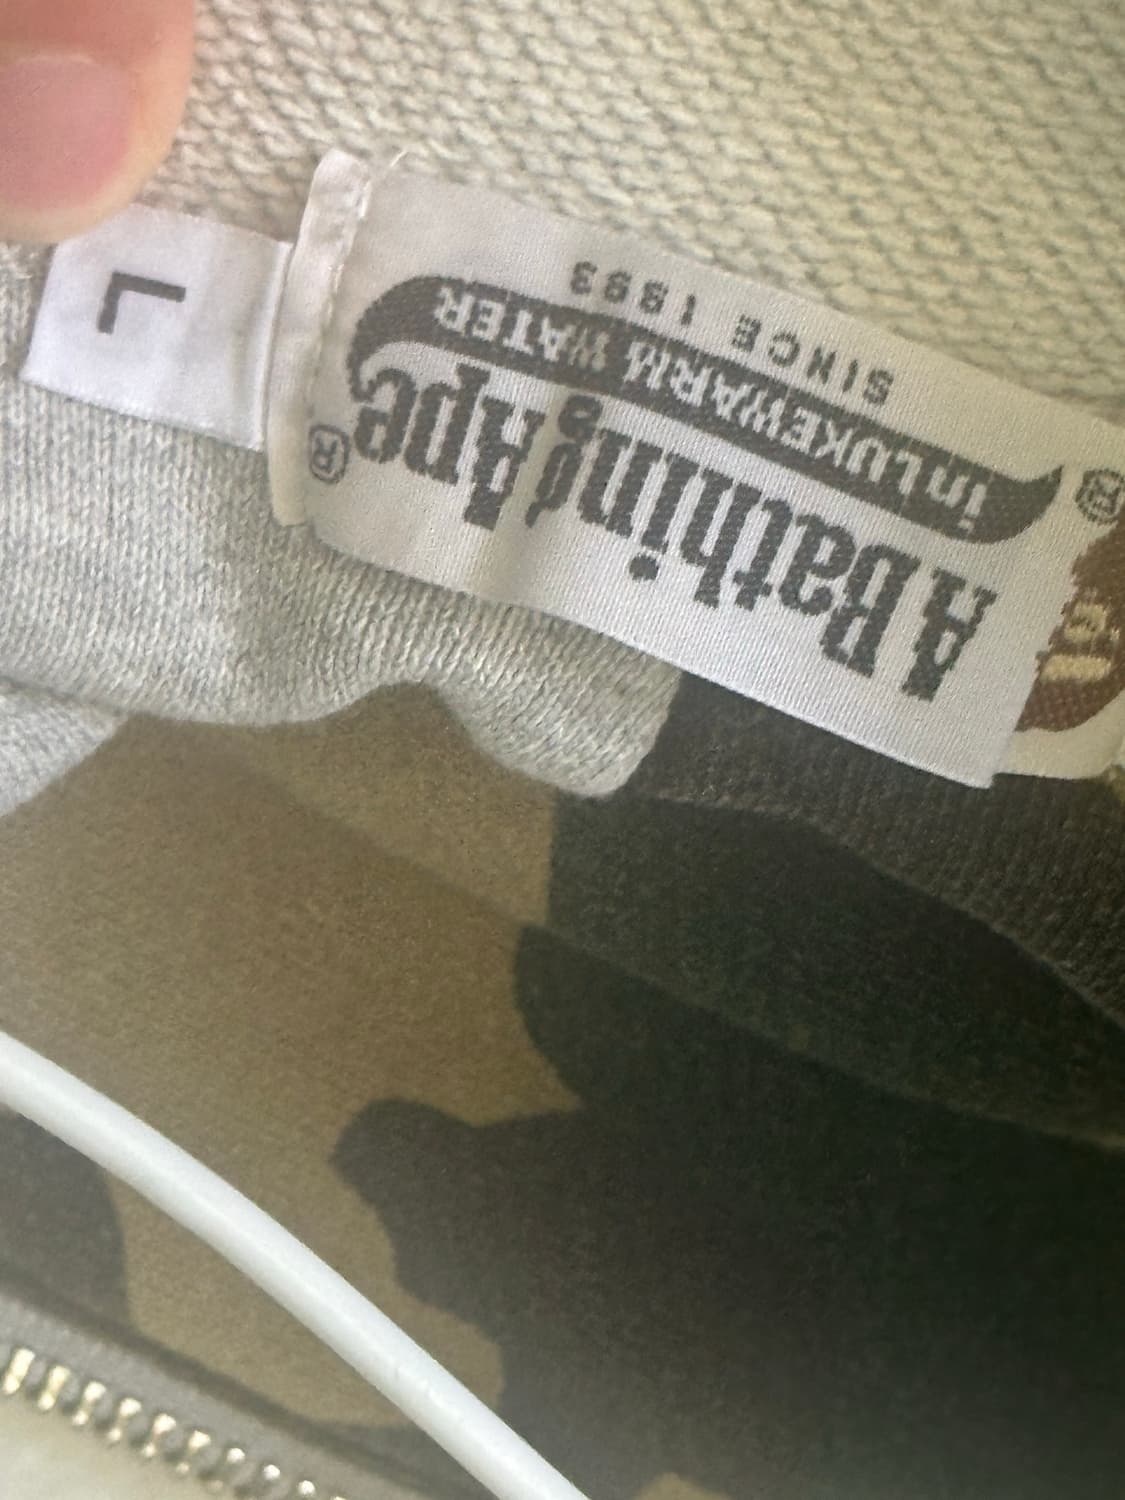 A Bathing Ape®
in LUKEWARM WATER
SINCE 1993
®
L